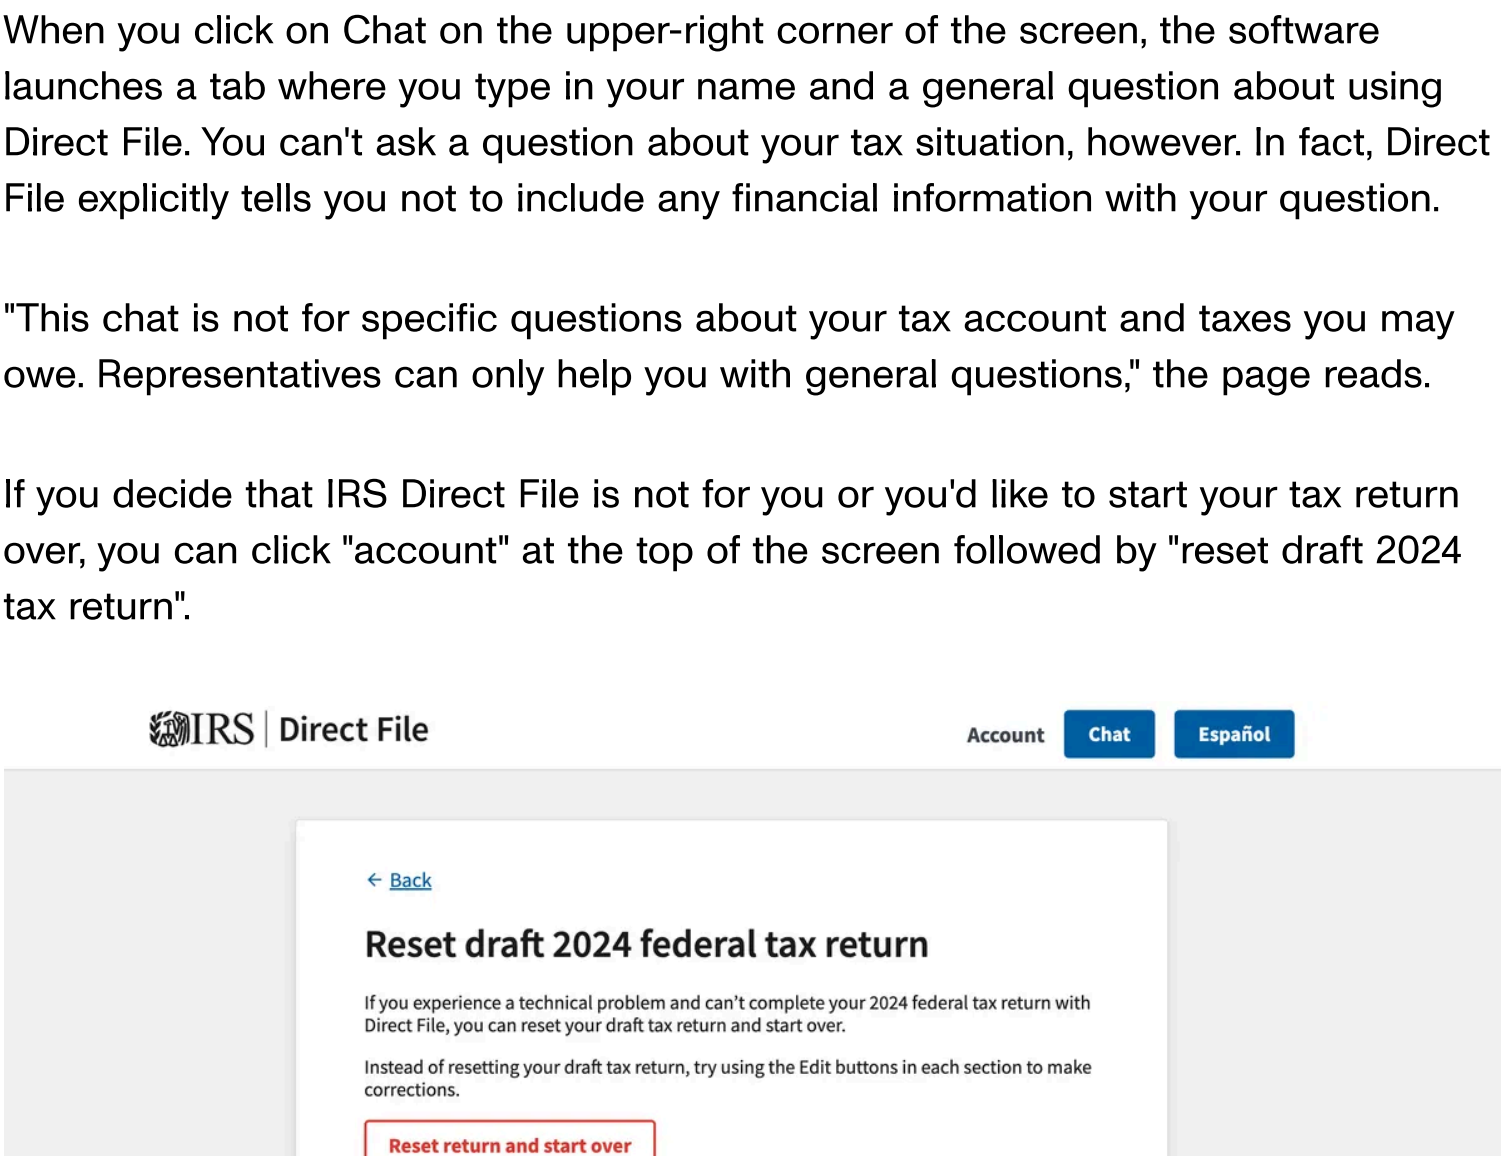 When you click on Chat on the upper-right corner of the screen, the software
launches a tab where you type in your name and a general question about using
Direct File. You can't ask a question about your tax situation, however. In fact, Direct
File explicitly tells you not to include any financial information with your question.
"This chat is not for specific questions about your tax account and taxes you may
owe. Representatives can only help you with general questions," the page reads.
If you decide that IRS Direct File is not for you or you'd like to start your tax return
over, you can click "account" at the top of the screen followed by "reset draft 2024
tax return".
IRS | Direct File
Account
Chat
Español
← Back
Reset draft 2024 federal tax return
If you experience a technical problem and can’t complete your 2024 federal tax return with
Direct File, you can reset your draft tax return and start over.
Instead of resetting your draft tax return, try using the Edit buttons in each section to make
corrections.
Reset return and start over